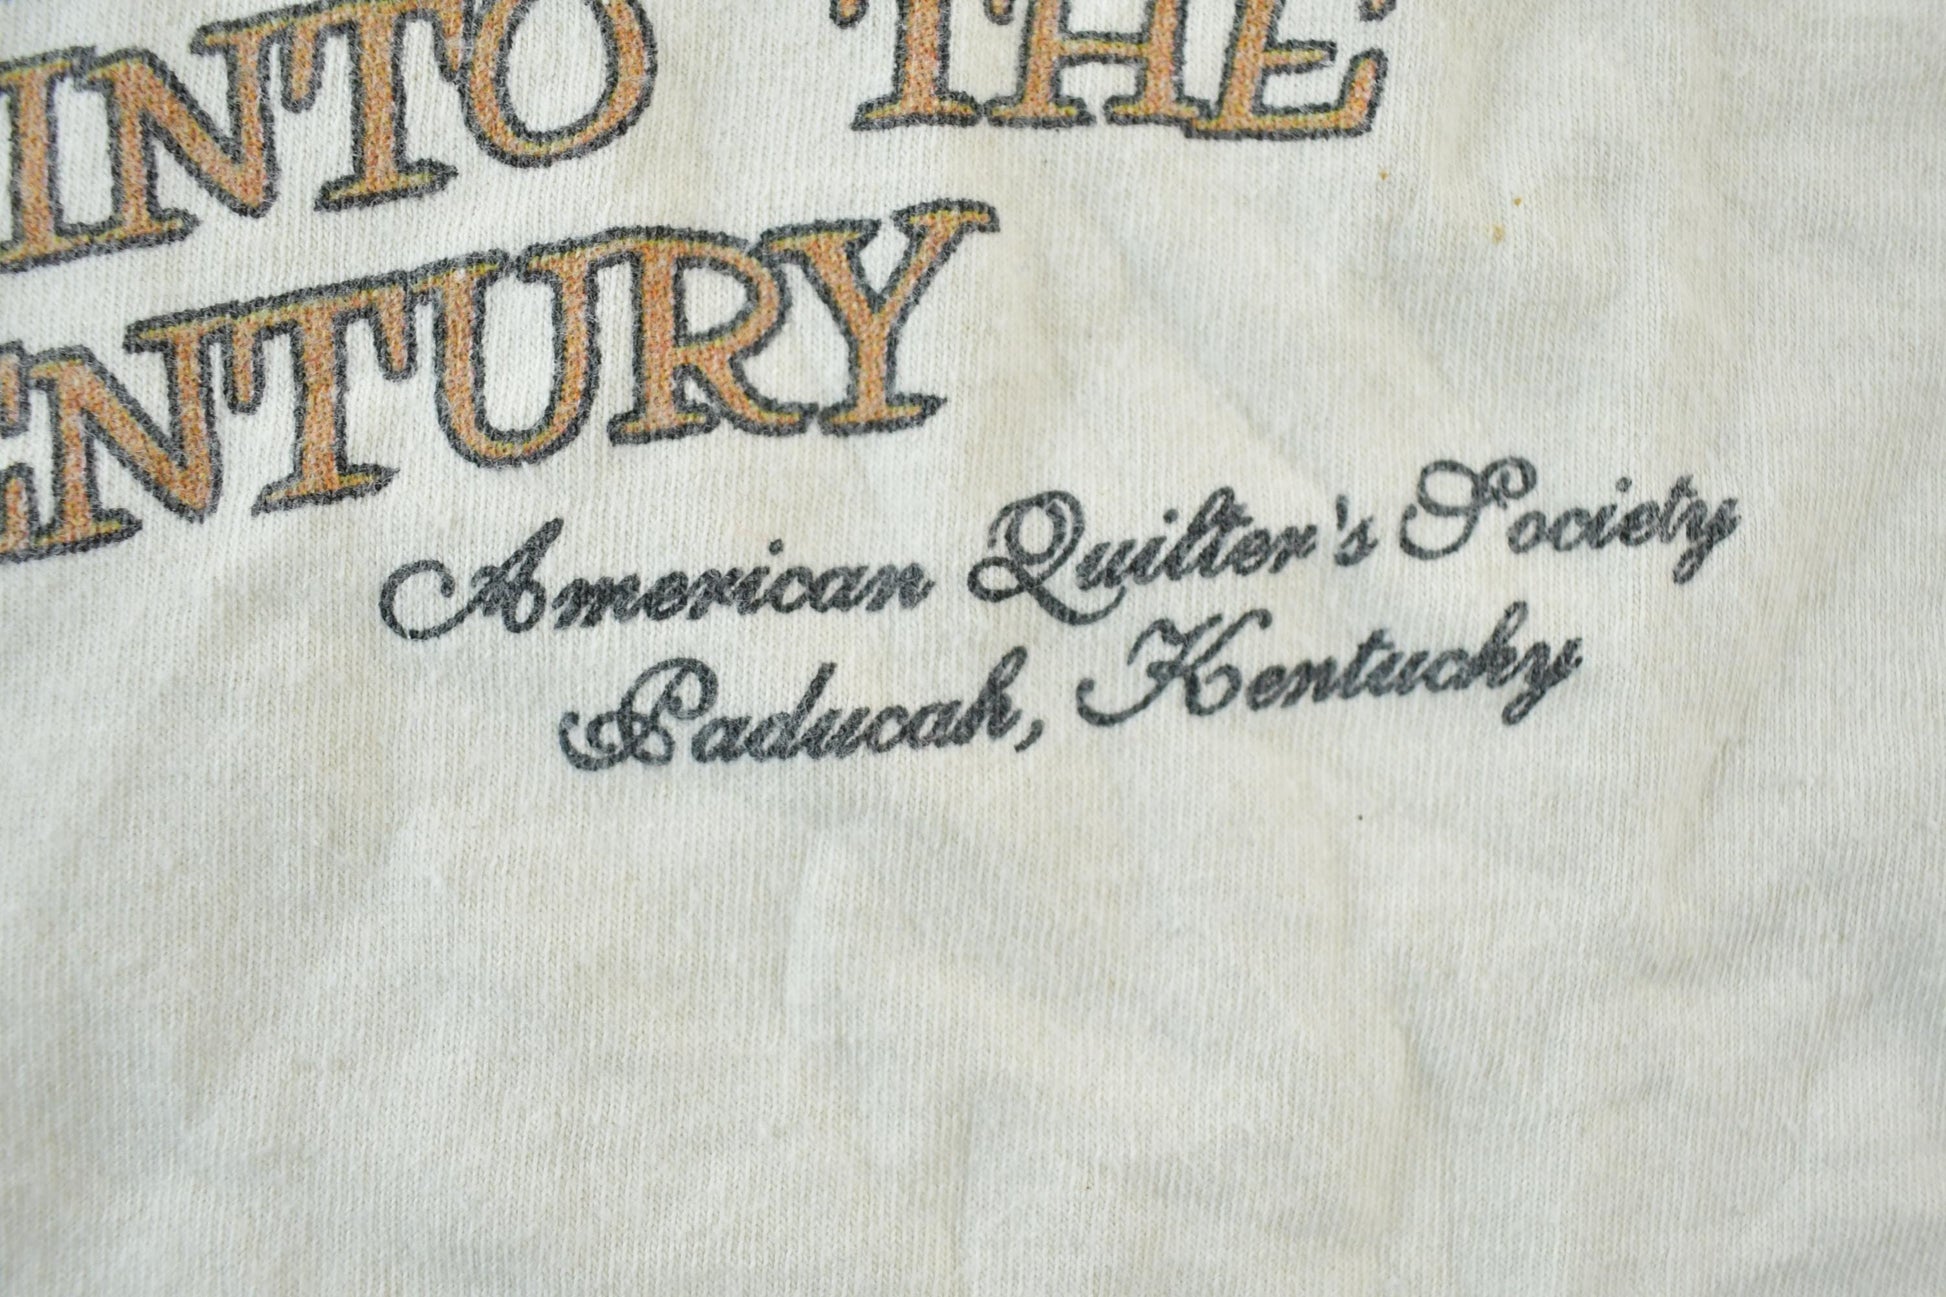 INTO THE
ENTURY
American Quilter's Society
Paducah, Kentucky